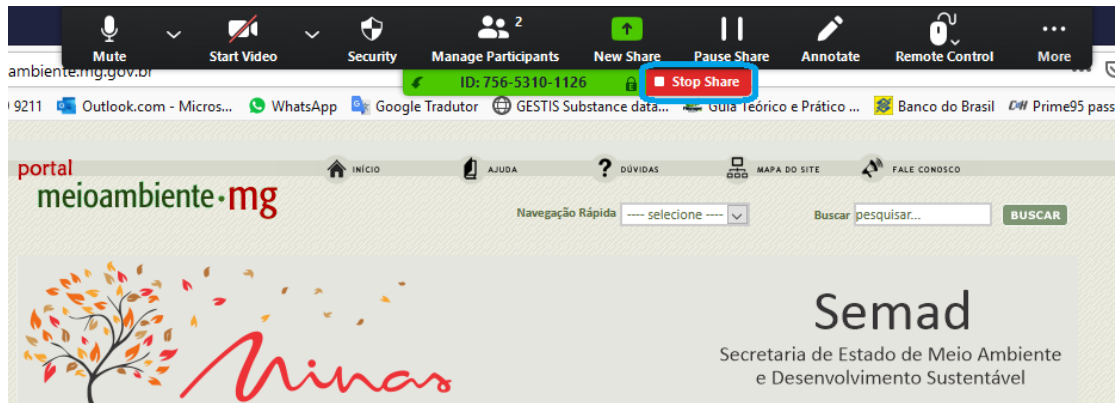 2
Mute Start Video Security Manage Participants New Share Pause Share Annotate Remote Control More
ambiente.mg.gov.br
ID: 756-5310-1126 Stop Share
9211 Outlook.com - Micros... WhatsApp Google Tradutor GESTIS Substance data... Guia Teórico e Prático ... Banco do Brasil Prime95 pass
portal
meioambiente·mg
INÍCIO AJUDA DÚVIDAS MAPA DO SITE FALE CONOSCO
Navegação Rápida ---- selecione ---- Buscar pesquisar... BUSCAR
Minas
Semad
Secretaria de Estado de Meio Ambiente
e Desenvolvimento Sustentável